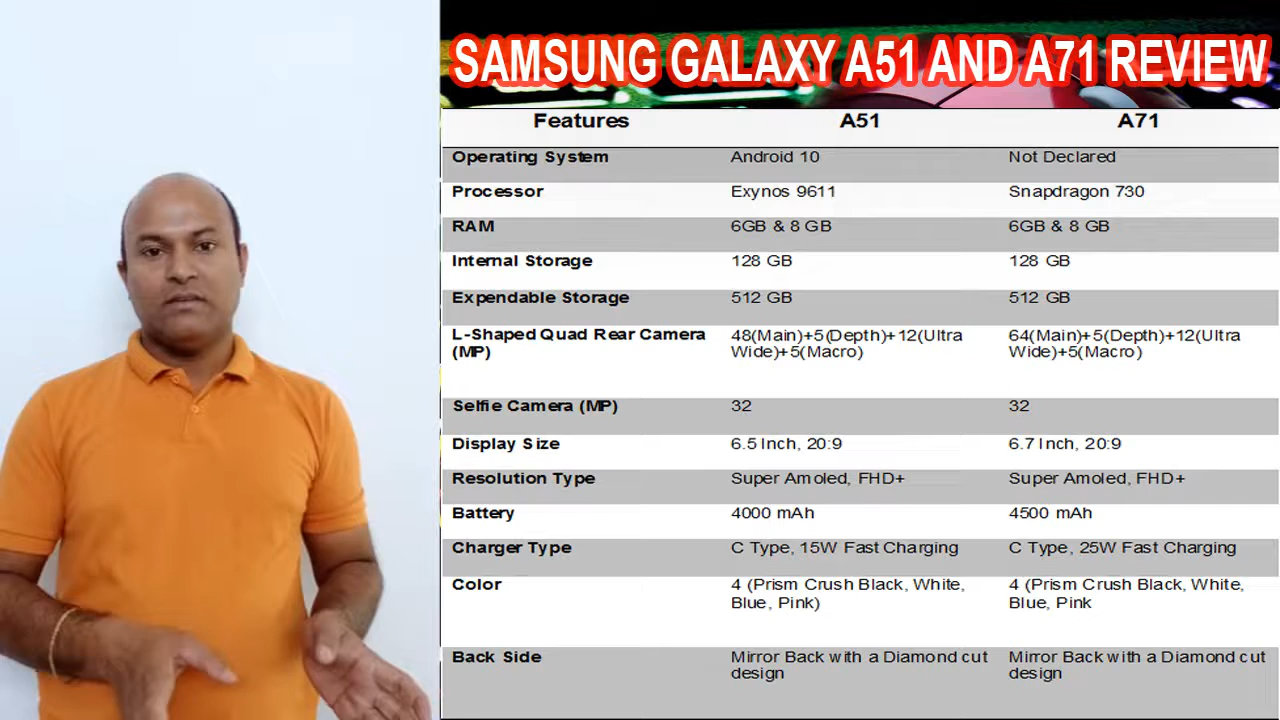 SAMSUNG GALAXY A51 AND A71 REVIEW
Features A51 A71
Operating System Android 10 Not Declared
Processor Exynos 9611 Snapdragon 730
RAM 6GB & 8 GB 6GB & 8 GB
Internal Storage 128 GB 128 GB
Expendable Storage 512 GB 512 GB
L-Shaped Quad Rear Camera 48(Main)+5(Depth)+12(Ultra 64(Main)+5(Depth)+12(Ultra
(MP) Wide)+5(Macro) Wide)+5(Macro)
Selfie Camera (MP) 32 32
Display Size 6.5 Inch, 20:9 6.7 Inch, 20:9
Resolution Type Super Amoled, FHD+ Super Amoled, FHD+
Battery 4000 mAh 4500 mAh
Charger Type C Type, 15W Fast Charging C Type, 25W Fast Charging
Color 4 (Prism Crush Black, White, 4 (Prism Crush Black, White,
Blue, Pink) Blue, Pink
Back Side Mirror Back with a Diamond cut Mirror Back with a Diamond cut
design design